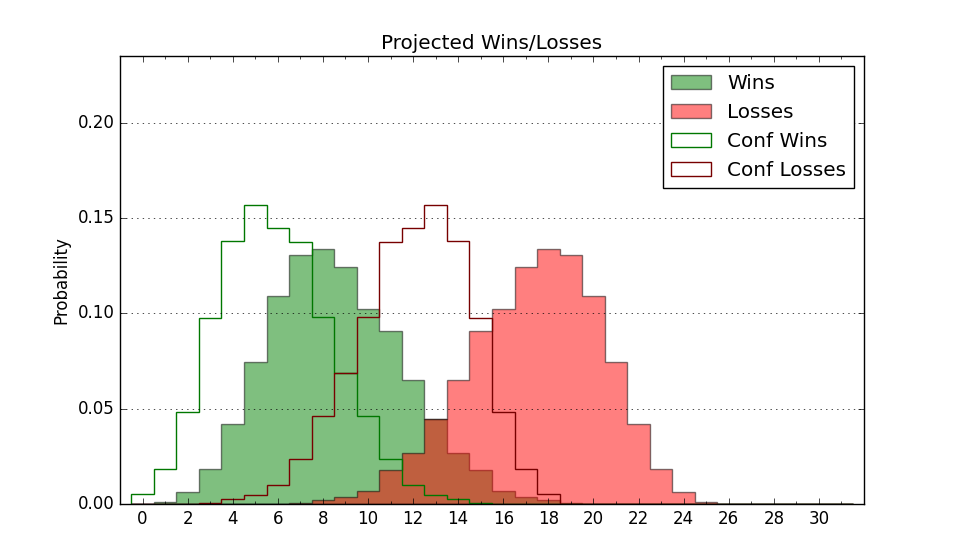 Projected Wins/Losses
Wins
Losses
Conf Wins
Conf Losses
Probability
0.20
0.15
0.10
0.05
0.00
0 2 4 6 8 10 12 14 16 18 20 22 24 26 28 30